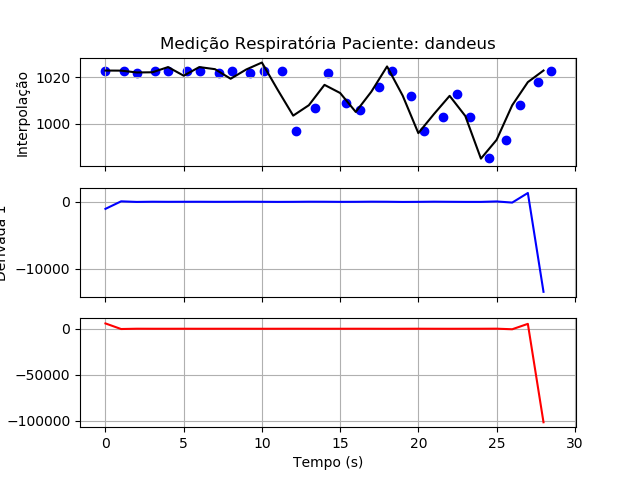 Medição Respiratória Paciente: dandeus
Interpolação
1020
1000
Derivada 1
0
−10000
0
−50000
−100000
0 5 10 15 20 25 30
Tempo (s)